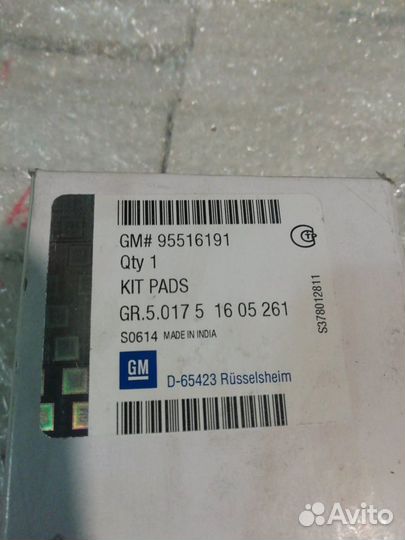 GM# 95516191
Qty 1
KIT PADS
GR.5.017 5 16 05 261
S0614 MADE IN INDIA
GM
D-65423 Rüsselsheim
S378012811
Avito